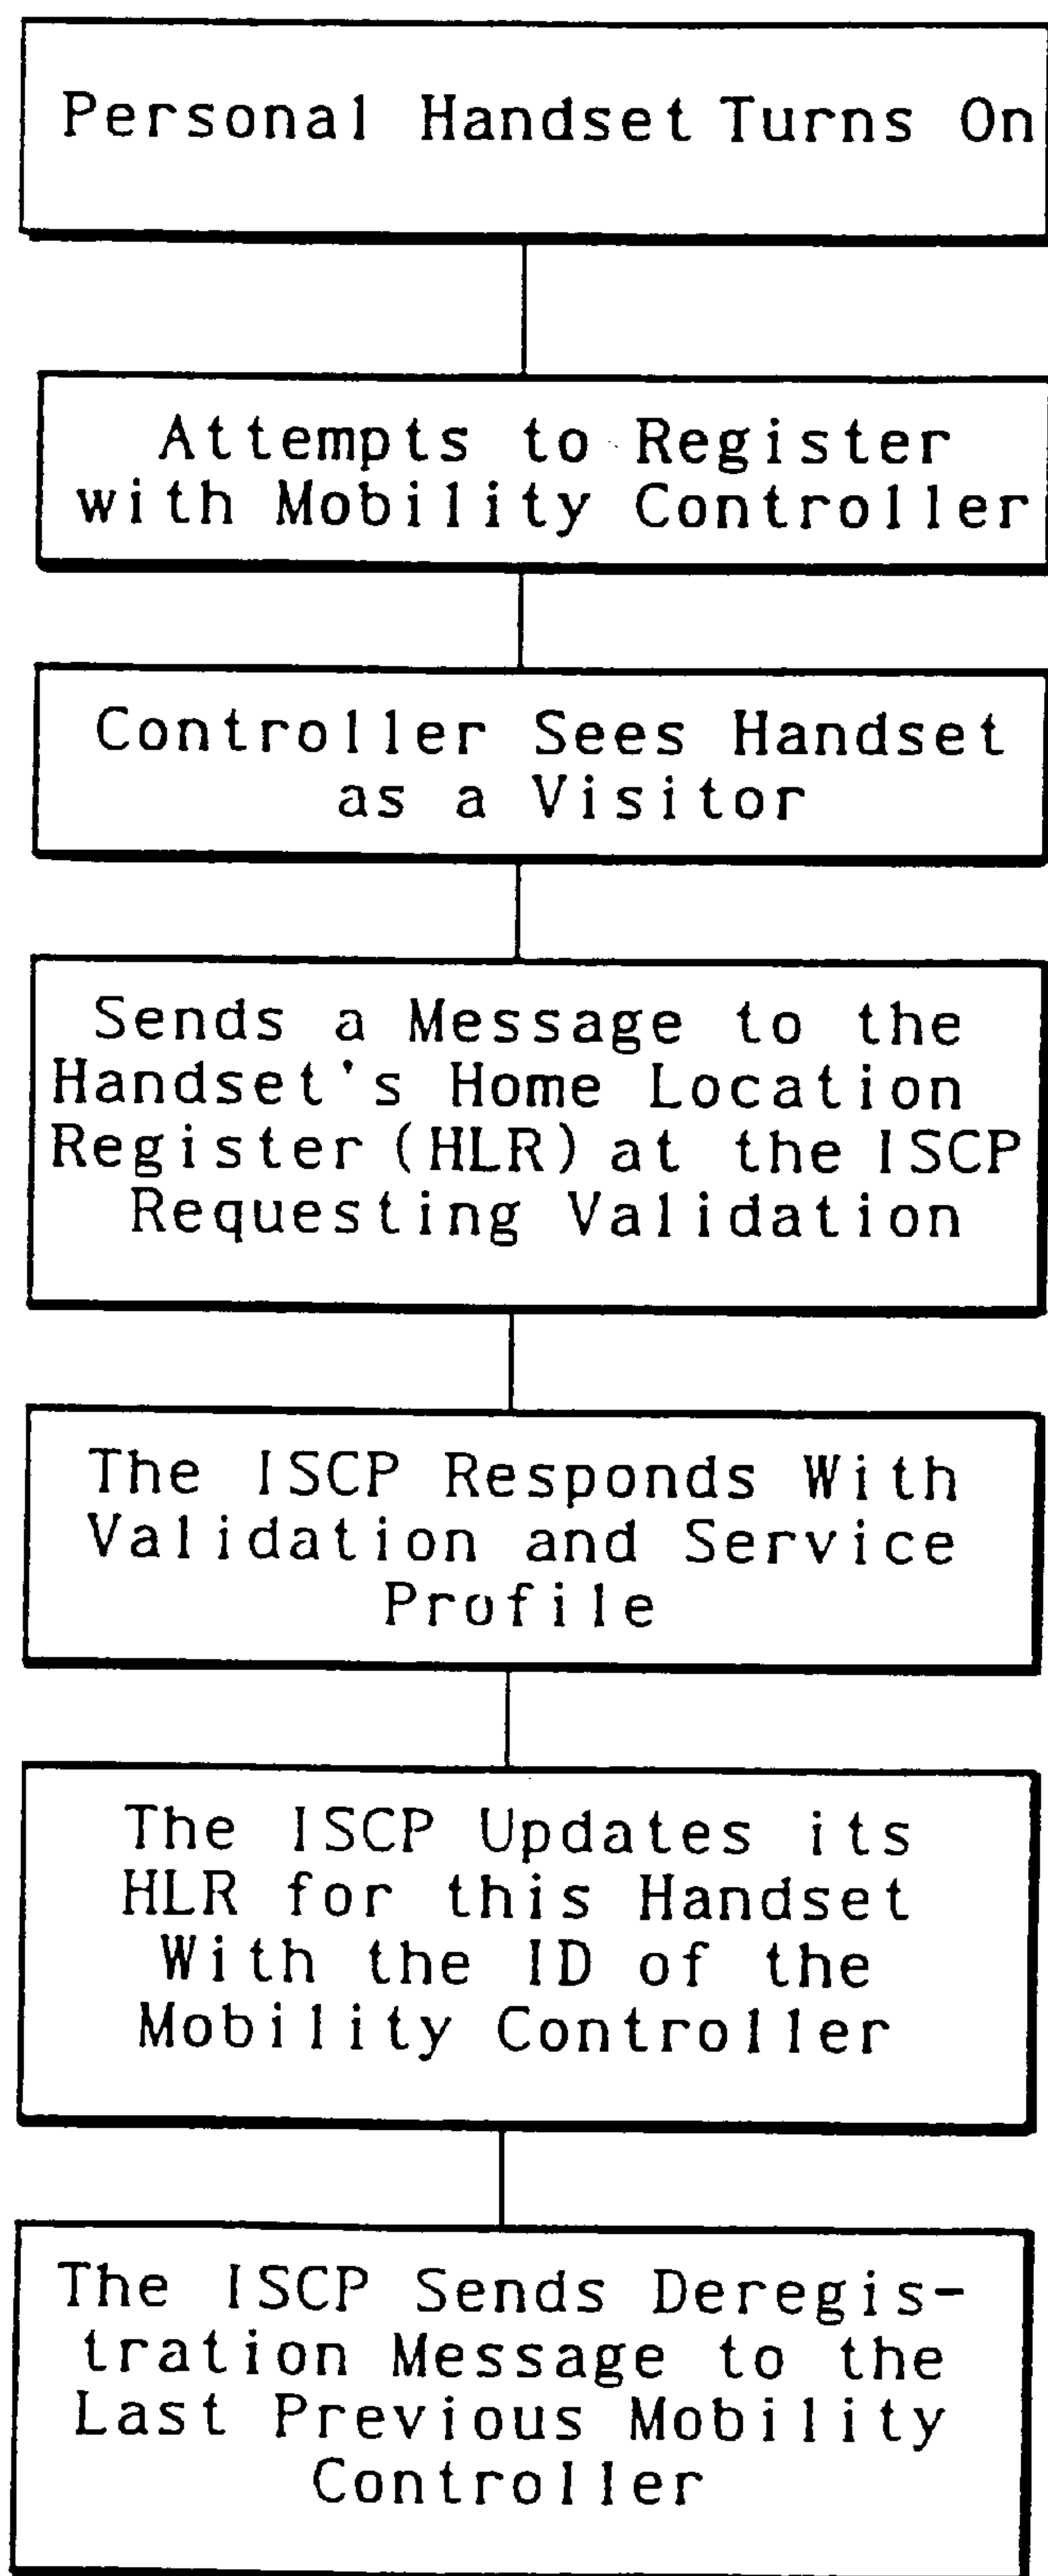 Personal Handset Turns On
Attempts to Register
with Mobility Controller
Controller Sees Handset
as a Visitor
Sends a Message to the
Handset's Home Location
Register (HLR) at the ISCP
Requesting Validation
The ISCP Responds With
Validation and Service
Profile
The ISCP Updates its
HLR for this Handset
With the ID of the
Mobility Controller
The ISCP Sends Deregis-
tration Message to the
Last Previous Mobility
Controller